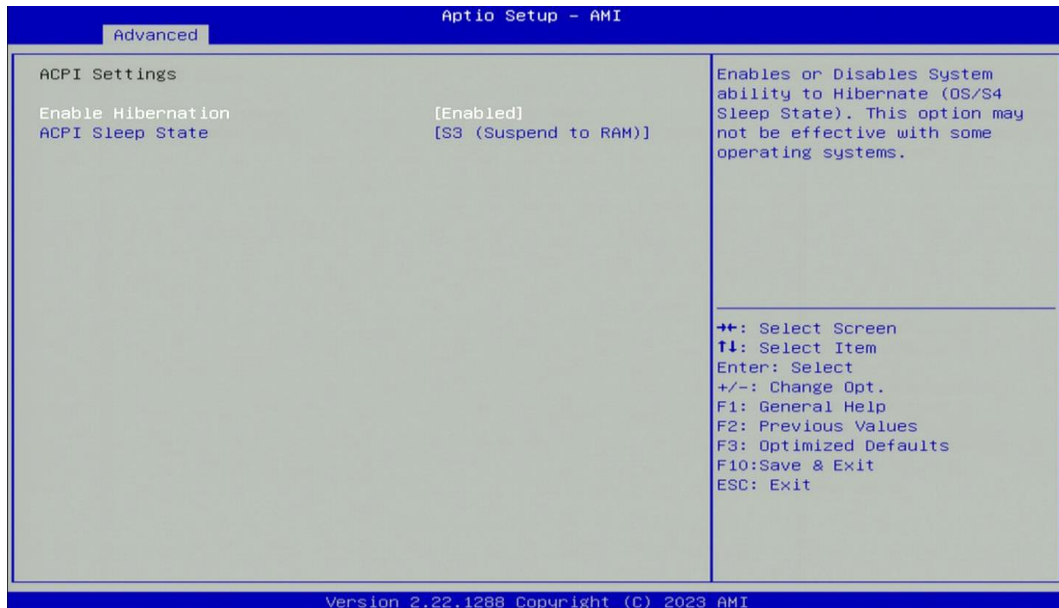 Aptio Setup – AMI
Advanced
ACPI Settings
Enable Hibernation [Enabled]
ACPI Sleep State [S3 (Suspend to RAM)]
Enables or Disables System
ability to Hibernate (OS/S4
Sleep State). This option may
not be effective with some
operating systems.
→←: Select Screen
↑↓: Select Item
Enter: Select
+/-: Change Opt.
F1: General Help
F2: Previous Values
F3: Optimized Defaults
F10:Save & Exit
ESC: Exit
Version 2.22.1288 Copyright (C) 2023 AMI